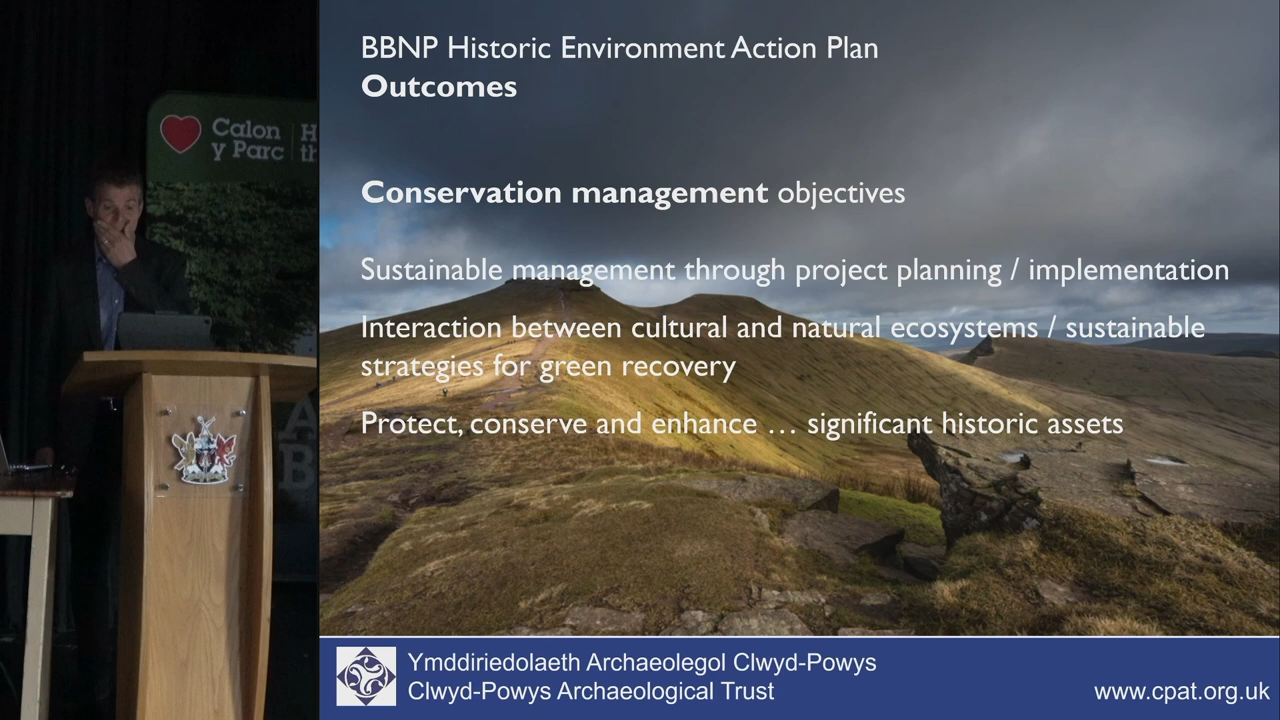 Calon
y Parc
H
th
BBNP Historic Environment Action Plan
Outcomes
Conservation management objectives
Sustainable management through project planning / implementation
Interaction between cultural and natural ecosystems / sustainable
strategies for green recovery
Protect, conserve and enhance … significant historic assets
Ymddiriedolaeth Archaeolegol Clwyd-Powys
Clwyd-Powys Archaeological Trust
www.cpat.org.uk